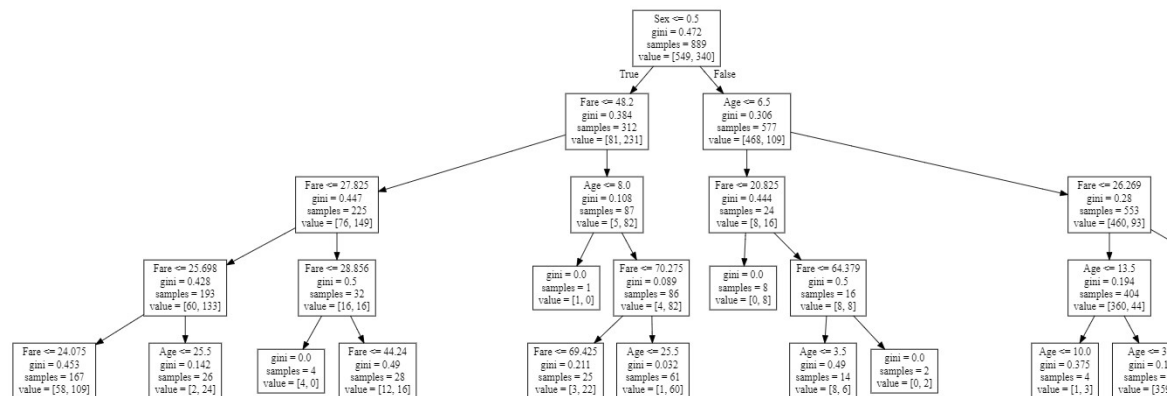 Sex <= 0.5
gini = 0.472
samples = 889
value = [549, 340]
True
False
Fare <= 48.2
gini = 0.384
samples = 312
value = [81, 231]
Age <= 6.5
gini = 0.306
samples = 577
value = [468, 109]
Fare <= 27.825
gini = 0.447
samples = 225
value = [76, 149]
Age <= 8.0
gini = 0.108
samples = 87
value = [5, 82]
Fare <= 20.825
gini = 0.444
samples = 24
value = [8, 16]
Fare <= 26.269
gini = 0.28
samples = 553
value = [460, 93]
Fare <= 25.698
gini = 0.428
samples = 193
value = [60, 133]
Fare <= 28.856
gini = 0.5
samples = 32
value = [16, 16]
gini = 0.0
samples = 1
value = [1, 0]
Fare <= 70.275
gini = 0.089
samples = 86
value = [4, 82]
gini = 0.0
samples = 8
value = [0, 8]
Fare <= 64.379
gini = 0.5
samples = 16
value = [8, 8]
Age <= 13.5
gini = 0.194
samples = 404
value = [360, 44]
Fare <= 24.075
gini = 0.453
samples = 167
value = [58, 109]
Age <= 25.5
gini = 0.142
samples = 26
value = [2, 24]
gini = 0.0
samples = 4
value = [4, 0]
Fare <= 44.24
gini = 0.49
samples = 28
value = [12, 16]
Fare <= 69.425
gini = 0.211
samples = 25
value = [3, 22]
Age <= 25.5
gini = 0.032
samples = 61
value = [1, 60]
Age <= 3.5
gini = 0.49
samples = 14
value = [8, 6]
gini = 0.0
samples = 2
value = [0, 2]
Age <= 10.0
gini = 0.375
samples = 4
value = [1, 3]
Age <= 3
gini = 0.1
samples =
value = [359